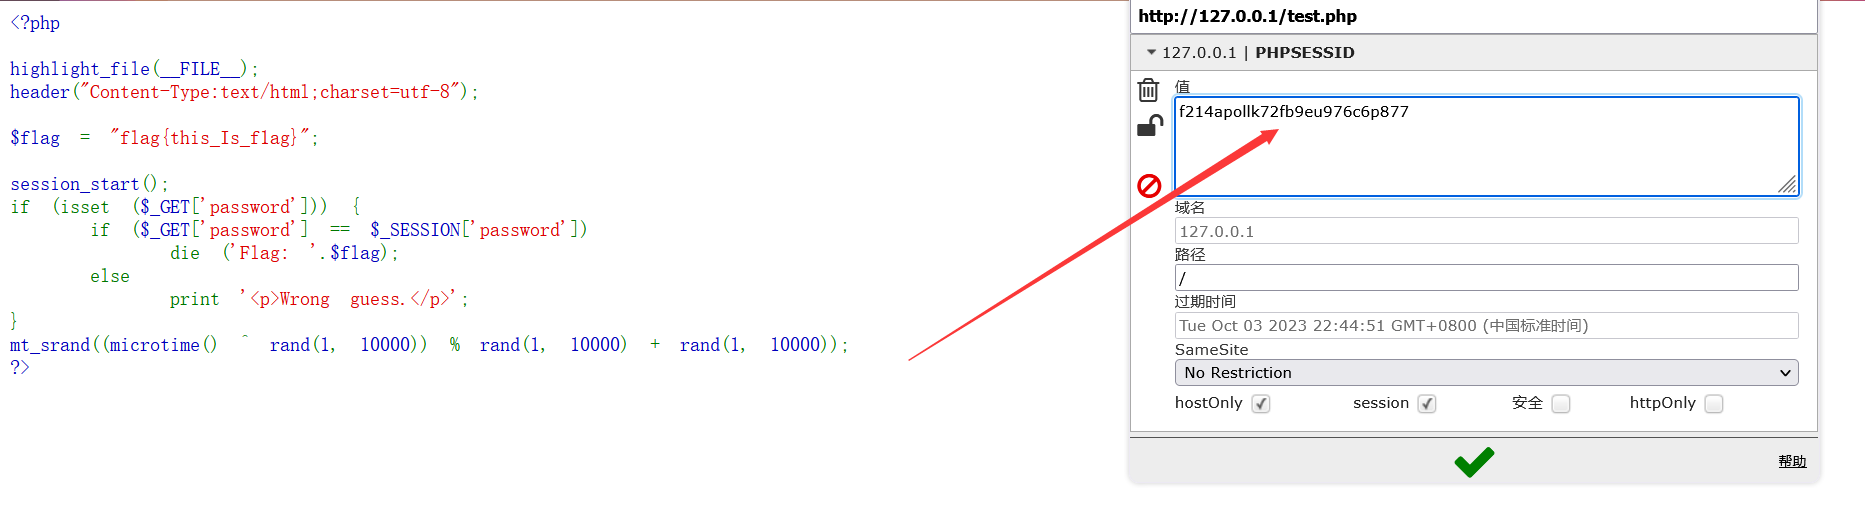 <?php
highlight_file(__FILE__);
header("Content-Type:text/html;charset=utf-8");
$flag = "flag{this_Is_flag}";
session_start();
if (isset ($_GET['password'])) {
if ($_GET['password'] == $_SESSION['password'])
die ('Flag: '.$flag);
else
print '<p>Wrong guess.</p>';
}
mt_srand((microtime() ^ rand(1, 10000)) % rand(1, 10000) + rand(1, 10000));
?>
http://127.0.0.1/test.php
127.0.0.1 | PHPSESSID
值
f214apollk72fb9eu976c6p877
域名
127.0.0.1
路径
/
过期时间
Tue Oct 03 2023 22:44:51 GMT+0800 (中国标准时间)
SameSite
No Restriction
hostOnly session 安全 httpOnly
帮助